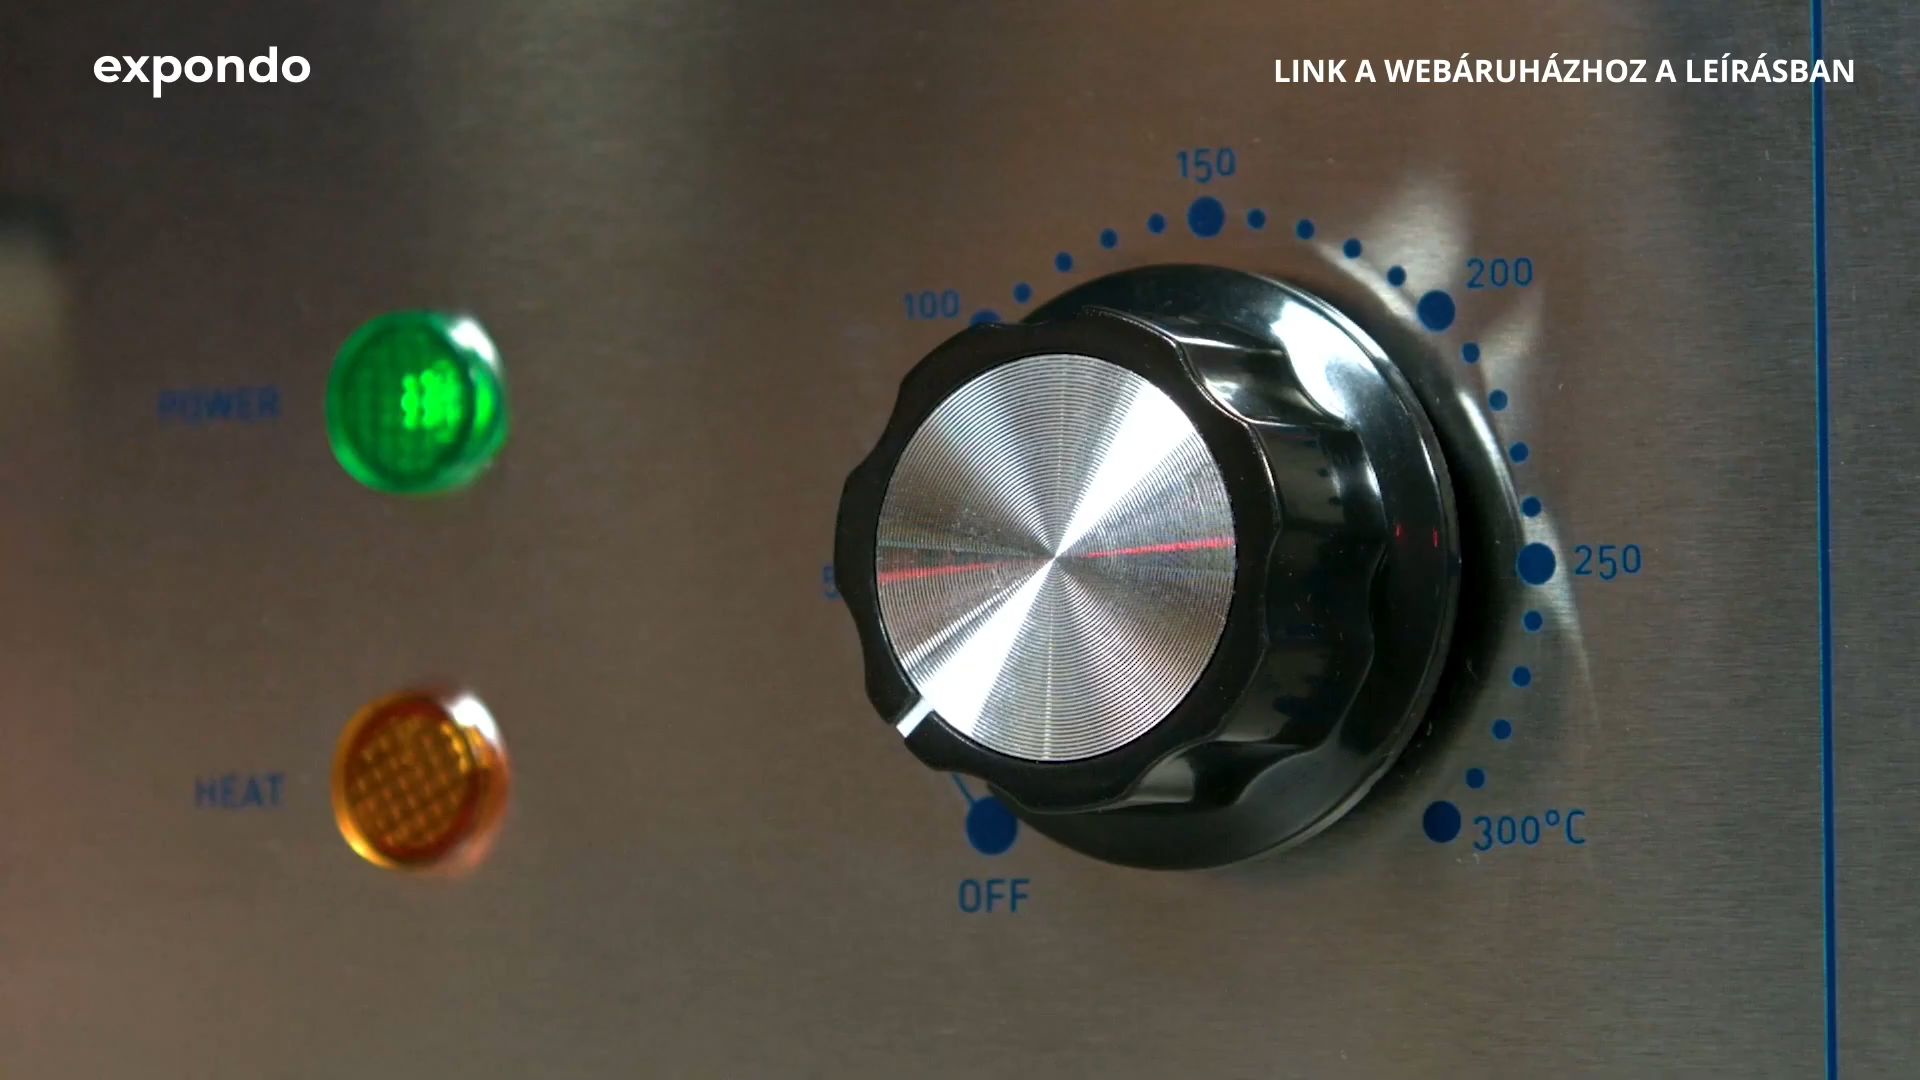 expondo
LINK A WEBÁRUHÁZHOZ A LEÍRÁSBAN
150
200
100
POWER
250
HEAT
300°C
OFF